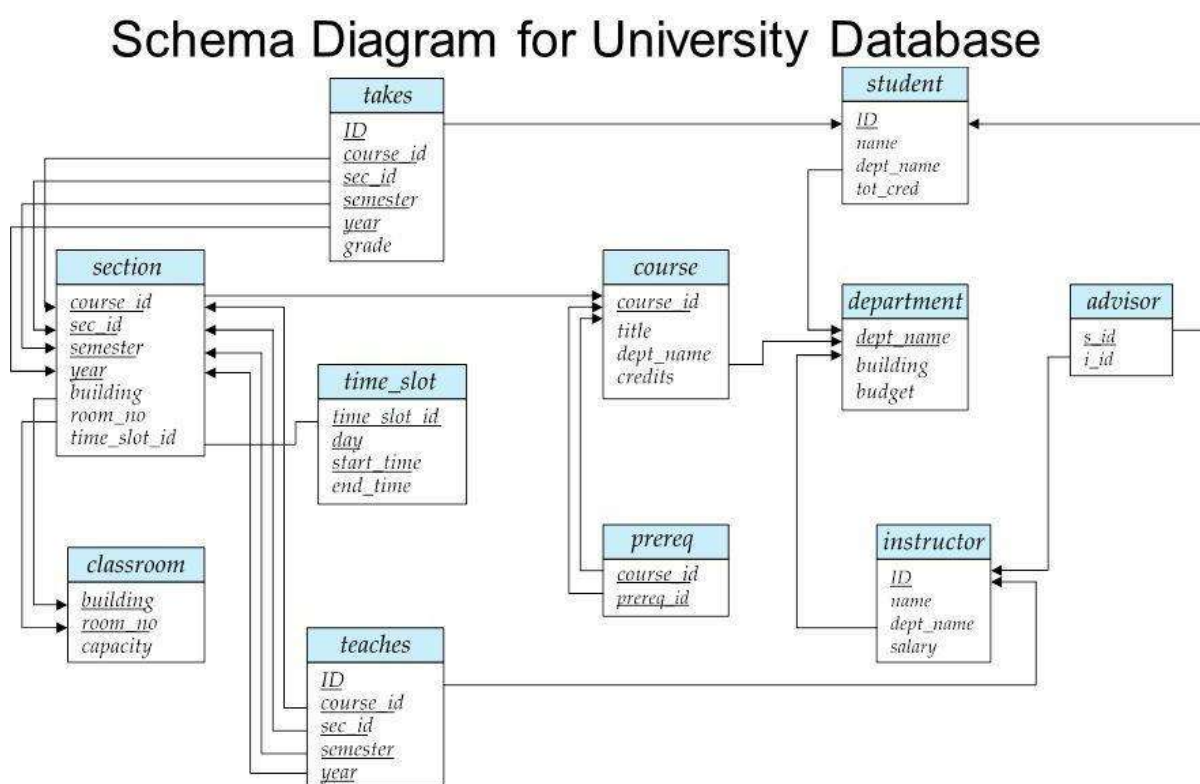 Schema Diagram for University Database
takes
ID
course_id
sec_id
semester
year
grade
student
ID
name
dept_name
tot_cred
section
course_id
sec_id
semester
year
building
room_no
time_slot_id
course
course_id
title
dept_name
credits
department
dept_name
building
budget
advisor
s_id
i_id
time_slot
time_slot_id
day
start_time
end_time
classroom
building
room_no
capacity
prereq
course_id
prereq_id
instructor
ID
name
dept_name
salary
teaches
ID
course_id
sec_id
semester
year